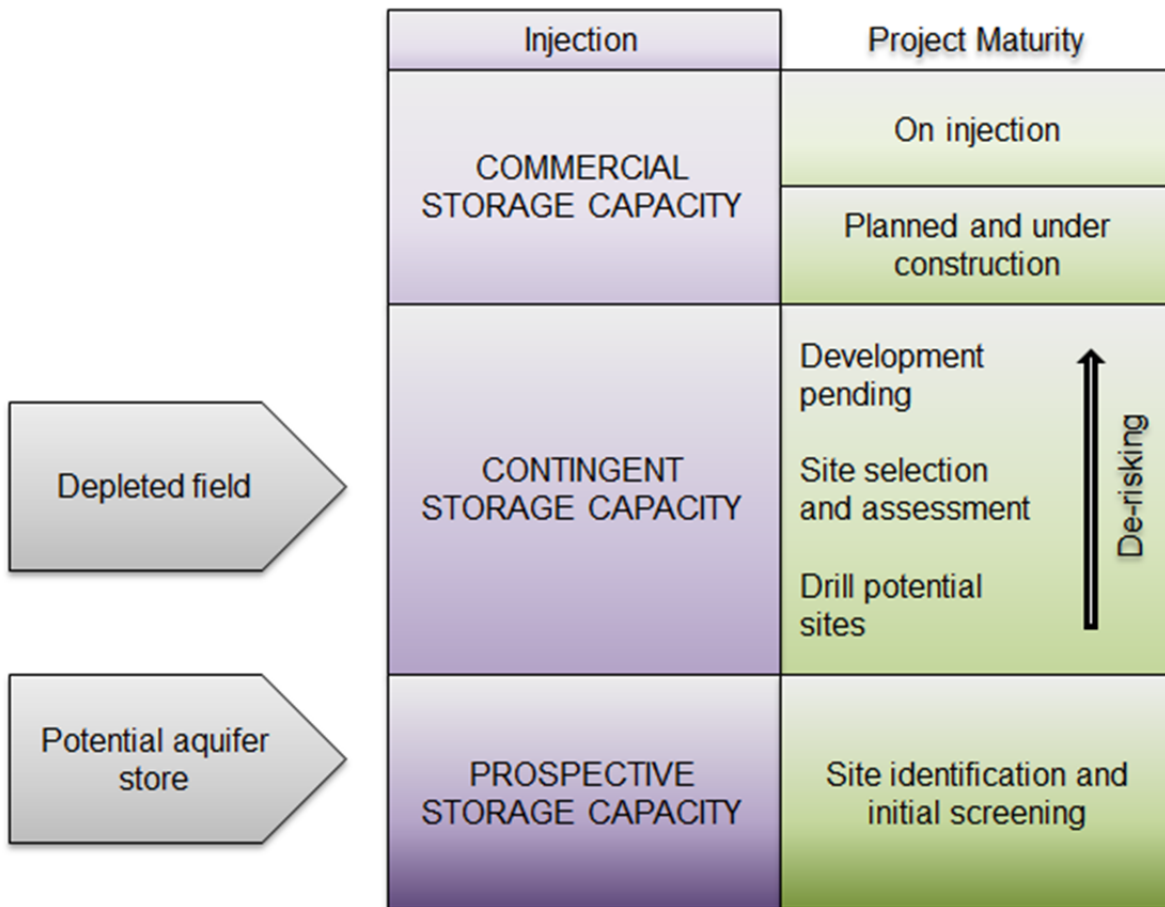 Injection
Project Maturity
COMMERCIAL
STORAGE CAPACITY
On injection
Planned and under
construction
Depleted field
CONTINGENT
STORAGE CAPACITY
Development
pending
Site selection
and assessment
Drill potential
sites
De-risking
Potential aquifer
store
PROSPECTIVE
STORAGE CAPACITY
Site identification and
initial screening